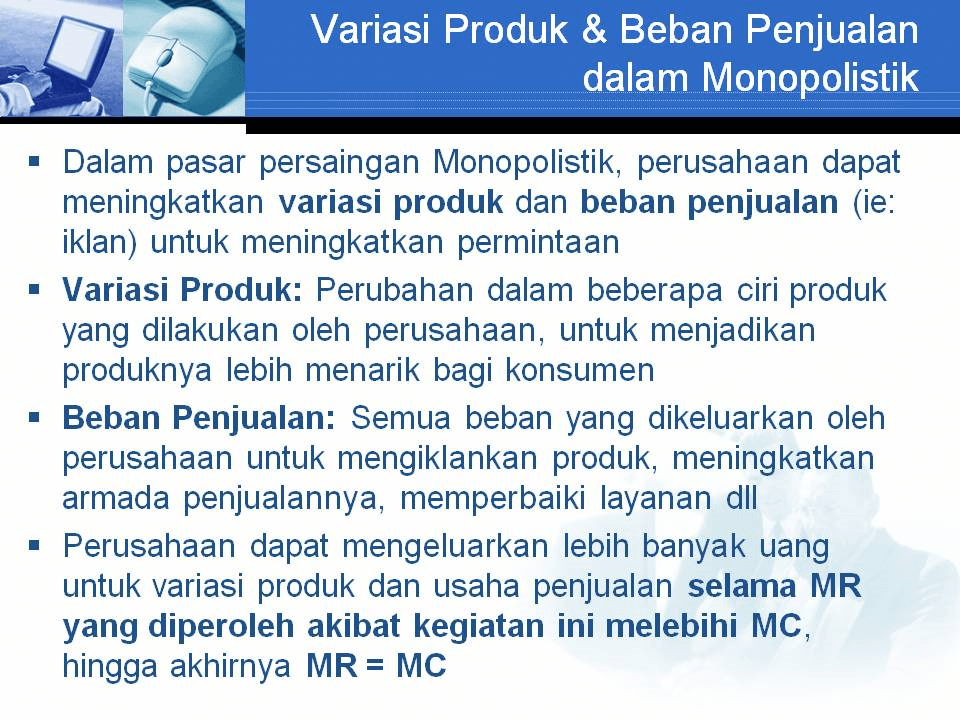 Variasi Produk & Beban Penjualan
dalam Monopolistik
▪ Dalam pasar persaingan Monopolistik, perusahaan dapat
meningkatkan variasi produk dan beban penjualan (ie:
iklan) untuk meningkatkan permintaan
▪ Variasi Produk: Perubahan dalam beberapa ciri produk
yang dilakukan oleh perusahaan, untuk menjadikan
produknya lebih menarik bagi konsumen
▪ Beban Penjualan: Semua beban yang dikeluarkan oleh
perusahaan untuk mengiklankan produk, meningkatkan
armada penjualannya, memperbaiki layanan dll
▪ Perusahaan dapat mengeluarkan lebih banyak uang
untuk variasi produk dan usaha penjualan selama MR
yang diperoleh akibat kegiatan ini melebihi MC,
hingga akhirnya MR = MC